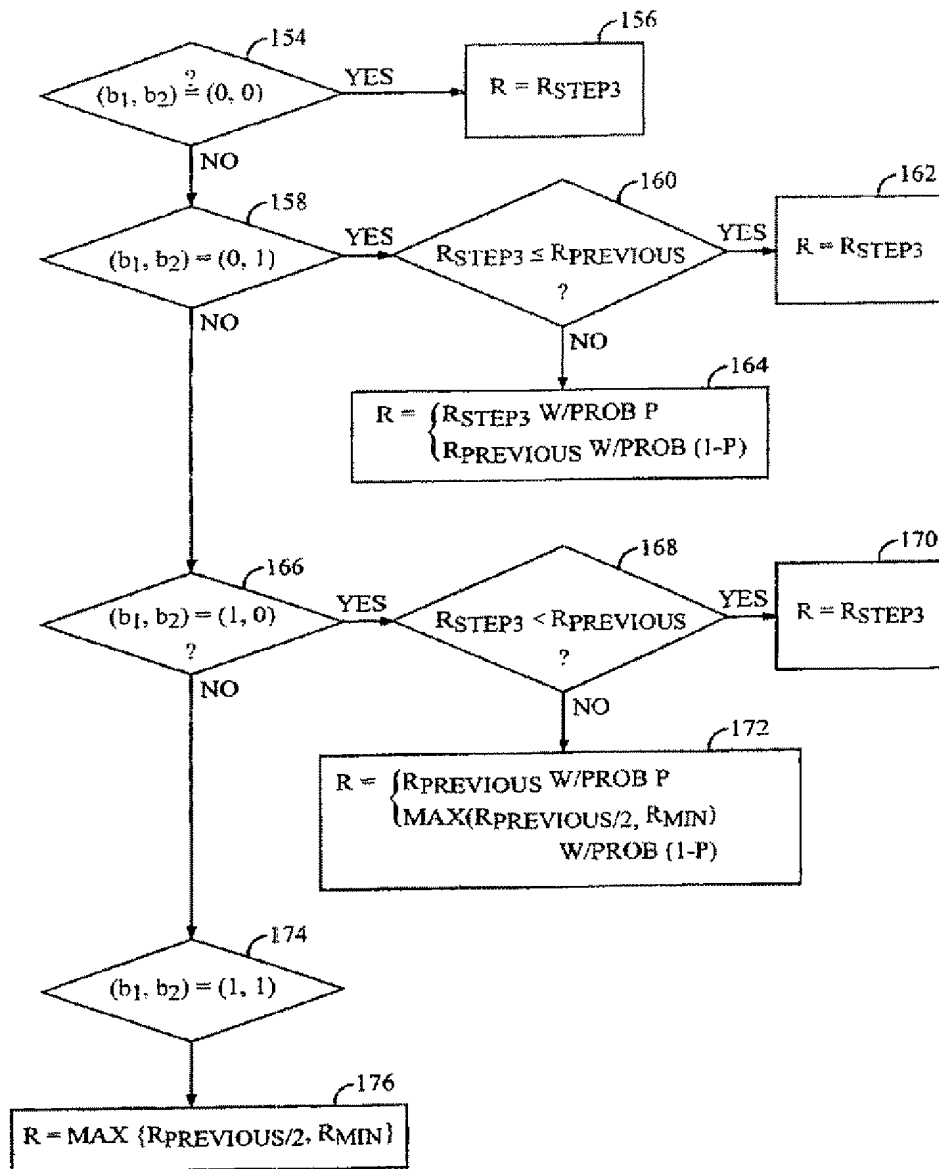 154
156
?
(b1, b2) = (0, 0)
YES
R = RSTEP3
NO
158
160
162
(b1, b2) = (0, 1)
YES
RSTEP3 ≤ RPREVIOUS
?
YES
R = RSTEP3
NO
NO
164
R = { RSTEP3 W/PROB P
RPREVIOUS W/PROB (1-P)
166
168
170
(b1, b2) = (1, 0)
?
YES
RSTEP3 < RPREVIOUS
?
YES
R = RSTEP3
NO
NO
172
R = { RPREVIOUS W/PROB P
MAX(RPREVIOUS/2, RMIN)
W/PROB (1-P)
174
(b1, b2) = (1, 1)
176
R = MAX {RPREVIOUS/2, RMIN}